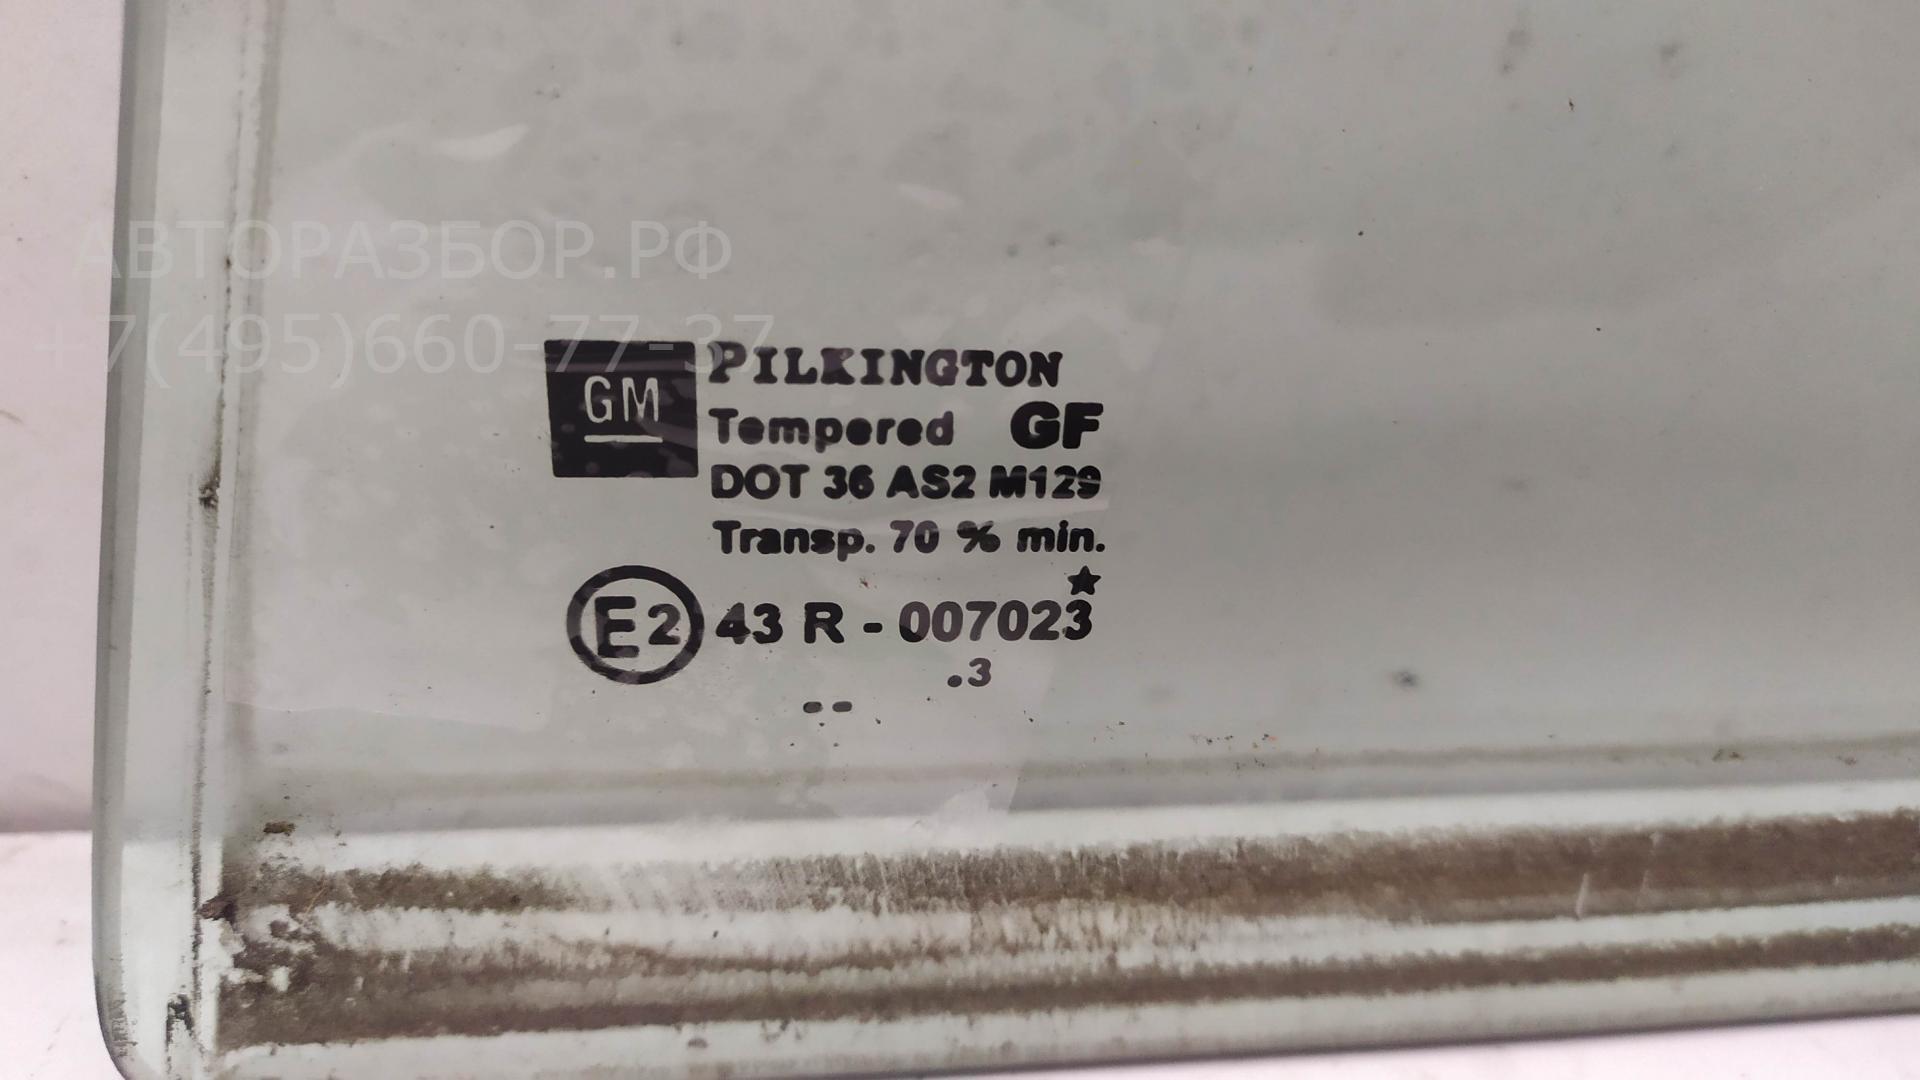 АВТОРАЗБОР.РФ
+7(495)660-77-37
GM
PILKINGTON
Tempered GF
DOT 36 AS2 M129
Transp. 70 % min.
E2 43 R - 007023 ★
.3
--